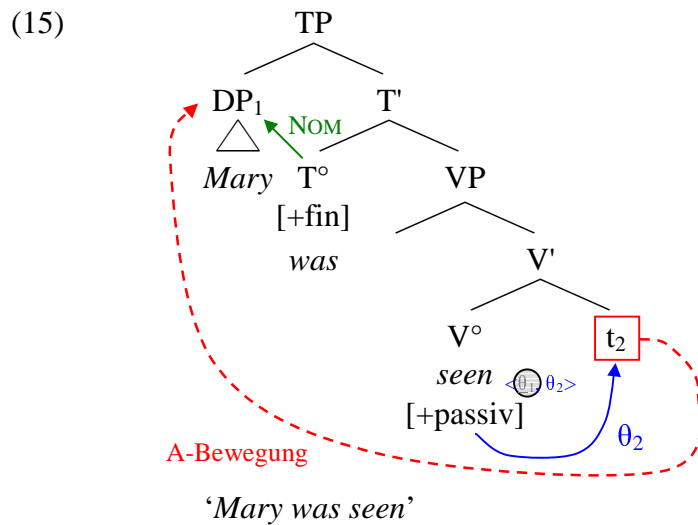 (15)
TP
DP₁ T'
NOM
Mary T° VP
[+fin]
was V'
V° t₂
seen <θ₁, θ₂>
[+passiv]
θ₂
A-Bewegung
‘Mary was seen’